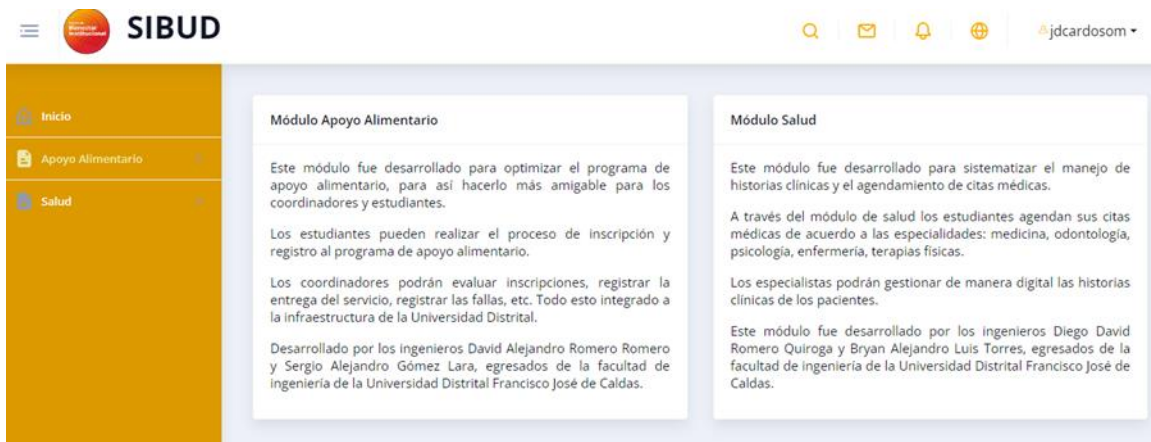 Bienestar
Institucional
SIBUD
jdcardosom
Inicio
Apoyo Alimentario
Salud
Módulo Apoyo Alimentario
Este módulo fue desarrollado para optimizar el programa de
apoyo alimentario, para así hacerlo más amigable para los
coordinadores y estudiantes.
Los estudiantes pueden realizar el proceso de inscripción y
registro al programa de apoyo alimentario.
Los coordinadores podrán evaluar inscripciones, registrar la
entrega del servicio, registrar las fallas, etc. Todo esto integrado a
la infraestructura de la Universidad Distrital.
Desarrollado por los ingenieros David Alejandro Romero Romero
y Sergio Alejandro Gómez Lara, egresados de la facultad de
ingeniería de la Universidad Distrital Francisco José de Caldas.
Módulo Salud
Este módulo fue desarrollado para sistematizar el manejo de
historias clínicas y el agendamiento de citas médicas.
A través del módulo de salud los estudiantes agendan sus citas
médicas de acuerdo a las especialidades: medicina, odontología,
psicología, enfermería, terapias físicas.
Los especialistas podrán gestionar de manera digital las historias
clínicas de los pacientes.
Este módulo fue desarrollado por los ingenieros Diego David
Romero Quiroga y Bryan Alejandro Luis Torres, egresados de la
facultad de ingeniería de la Universidad Distrital Francisco José de
Caldas.